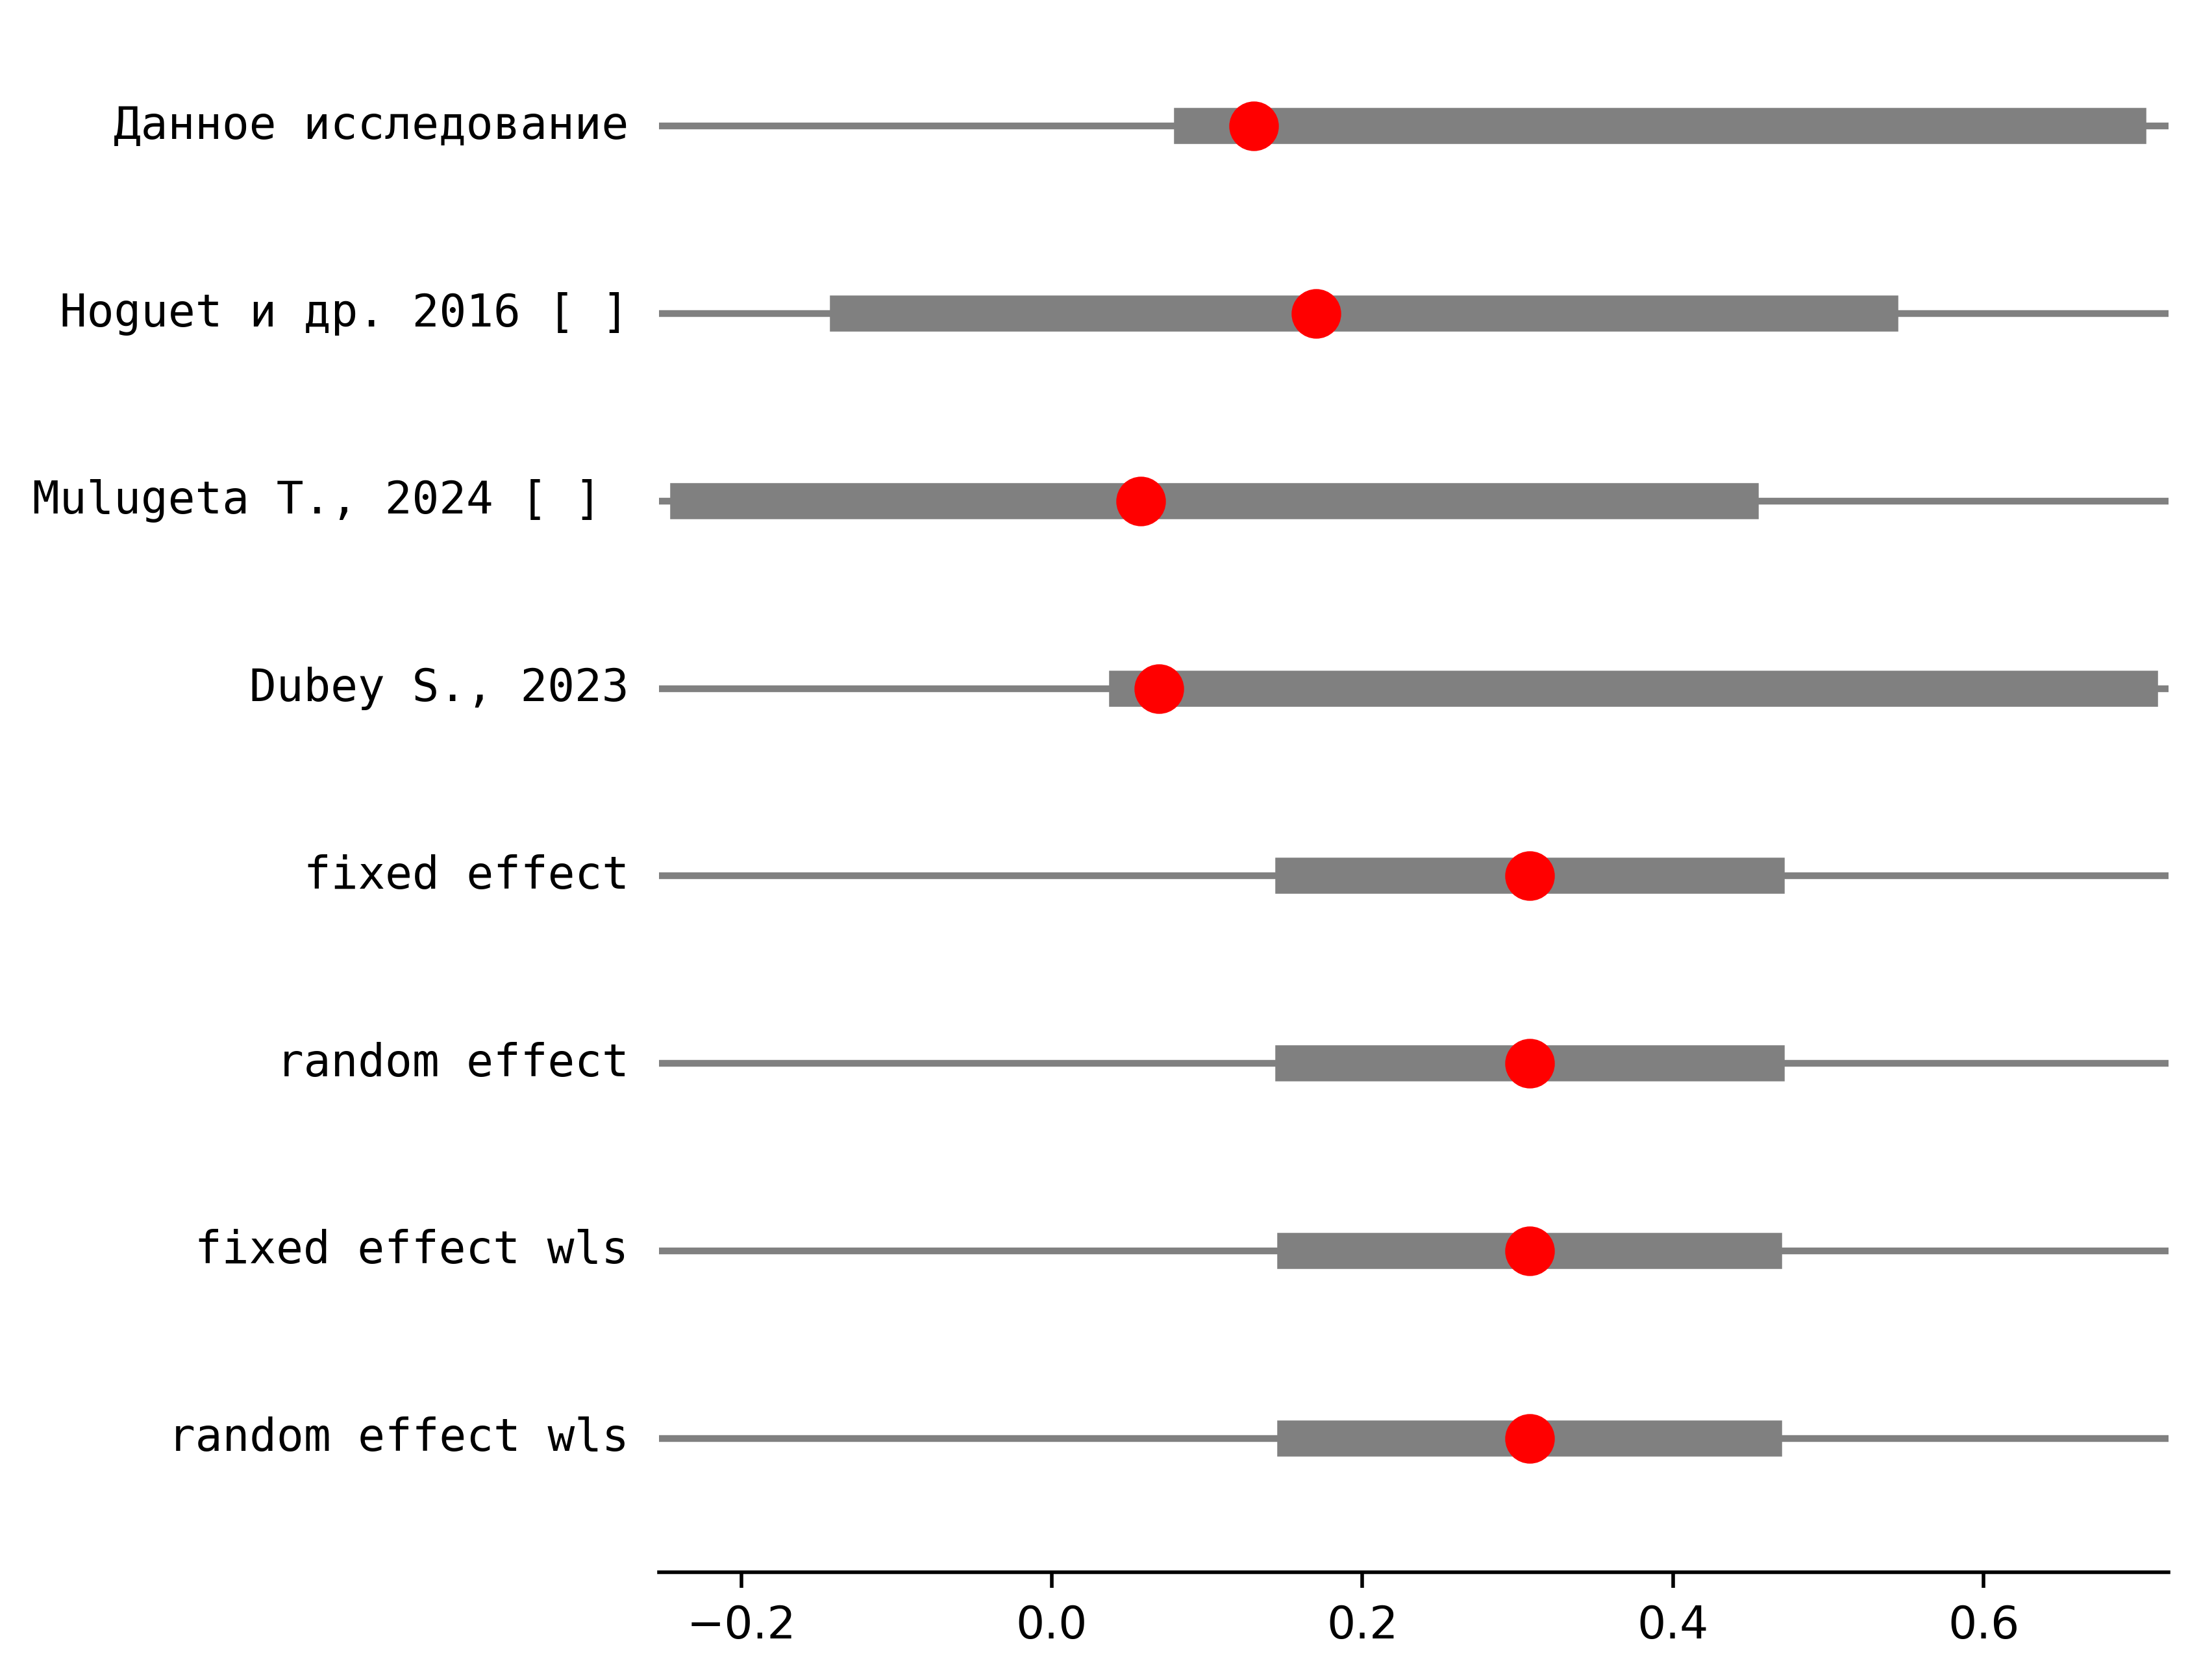 Данное исследование
Hoguet и др. 2016 [ ]
Mulugeta T., 2024 [ ]
Dubey S., 2023
fixed effect
random effect
fixed effect wls
random effect wls
−0.2 0.0 0.2 0.4 0.6